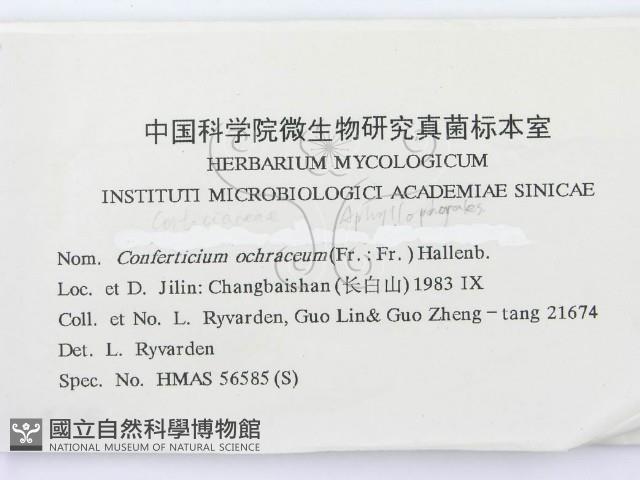 中国科学院微生物研究真菌标本室
HERBARIUM MYCOLOGICUM
INSTITUTI MICROBIOLOGICI ACADEMIAE SINICAE
Corticiaceae Aphyllophorales
Nom. Conferticium ochraceum (Fr.: Fr.) Hallenb.
Loc. et D. Jilin: Changbaishan (长白山) 1983 IX
Coll. et No. L. Ryvarden, Guo Lin& Guo Zheng-tang 21674
Det. L. Ryvarden
Spec. No. HMAS 56585 (S)
國立自然科學博物館
NATIONAL MUSEUM OF NATURAL SCIENCE